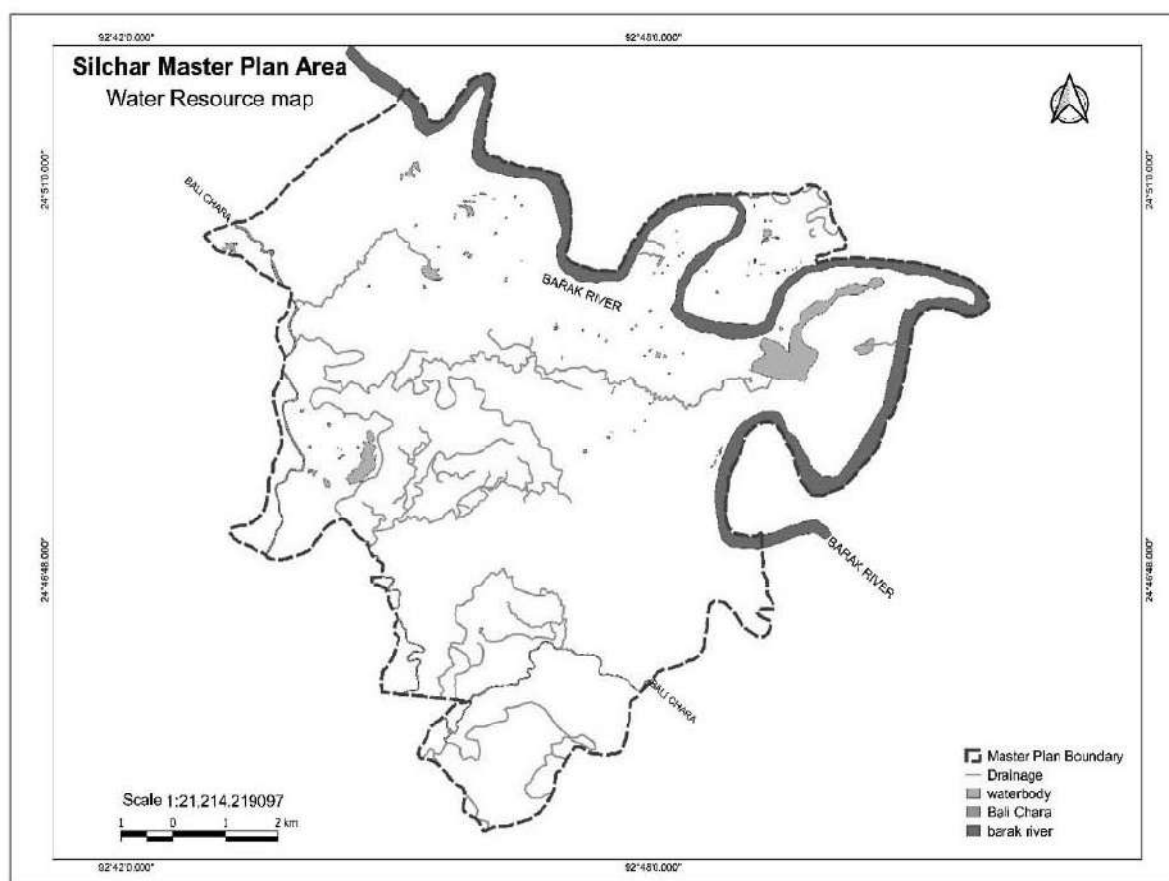 92°42'0.000"
92°48'0.000"
Silchar Master Plan Area
Water Resource map
24°51'0.000"
24°51'0.000"
BALI CHARA
BARAK RIVER
BARAK RIVER
24°46'48.000"
24°46'48.000"
BALI CHARA
Master Plan Boundary
Drainage
waterbody
Bali Chara
barak river
Scale 1:21,214.219097
1 0 1 2 km
92°42'0.000"
92°48'0.000"